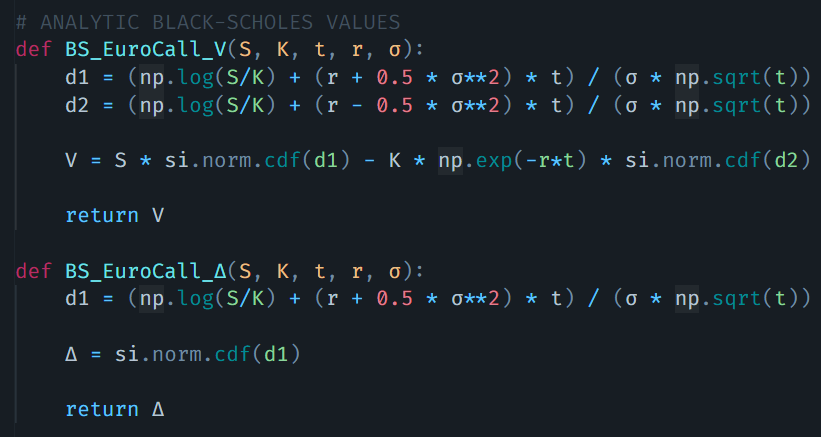 # ANALYTIC BLACK-SCHOLES VALUES
def BS_EuroCall_V(S, K, t, r, σ):
    d1 = (np.log(S/K) + (r + 0.5 * σ**2) * t) / (σ * np.sqrt(t))
    d2 = (np.log(S/K) + (r - 0.5 * σ**2) * t) / (σ * np.sqrt(t))

    V = S * si.norm.cdf(d1) - K * np.exp(-r*t) * si.norm.cdf(d2)

    return V

def BS_EuroCall_Δ(S, K, t, r, σ):
    d1 = (np.log(S/K) + (r + 0.5 * σ**2) * t) / (σ * np.sqrt(t))

    Δ = si.norm.cdf(d1)

    return Δ